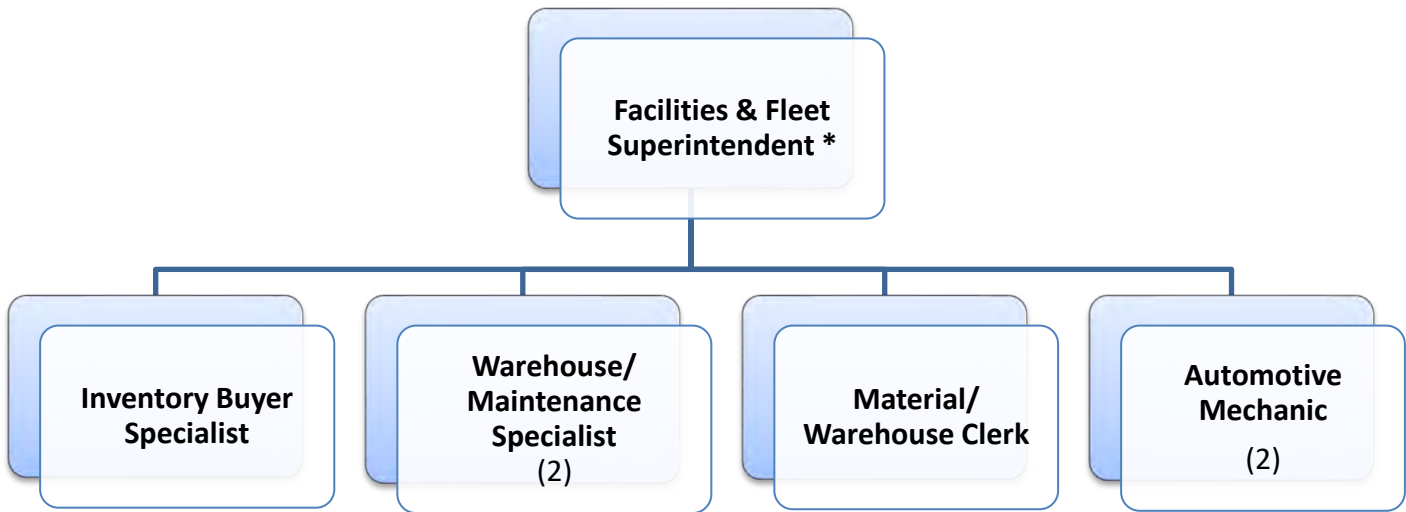 Facilities & Fleet
Superintendent *
Inventory Buyer
Specialist
Warehouse/
Maintenance
Specialist
(2)
Material/
Warehouse Clerk
Automotive
Mechanic
(2)